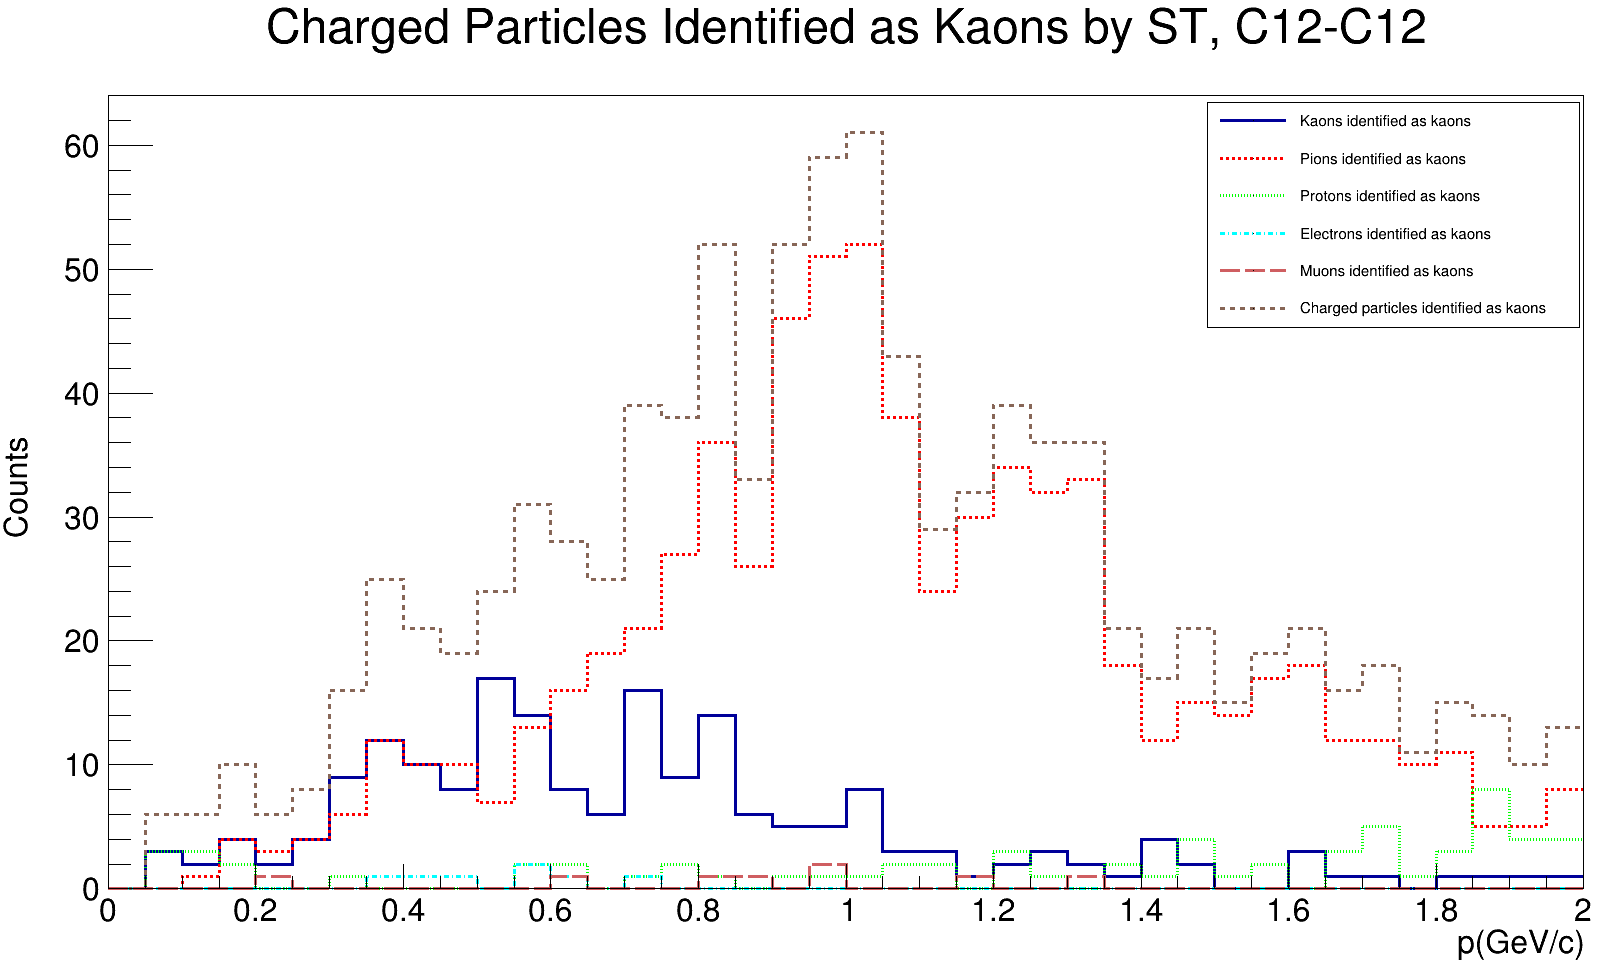 Charged Particles Identified as Kaons by ST, C12-C12
Kaons identified as kaons
Pions identified as kaons
Protons identified as kaons
Electrons identified as kaons
Muons identified as kaons
Charged particles identified as kaons
60
50
40
30
20
10
0
Counts
0 0.2 0.4 0.6 0.8 1 1.2 1.4 1.6 1.8 2
p(GeV/c)